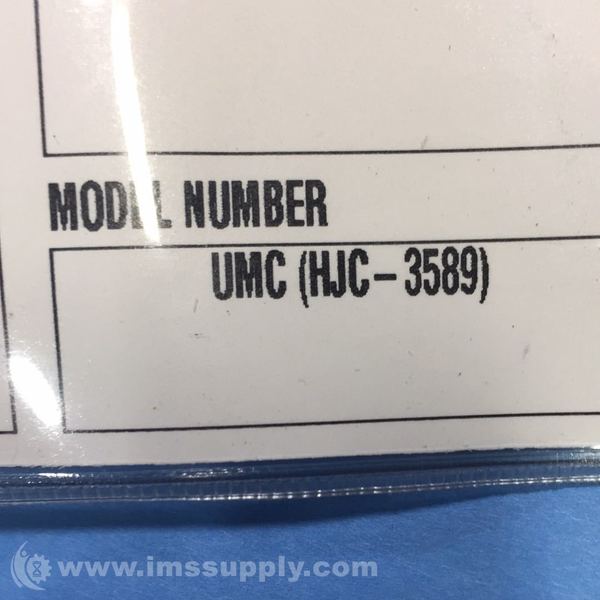 MODEL NUMBER
UMC (HJC-3589)
www.imssupply.com